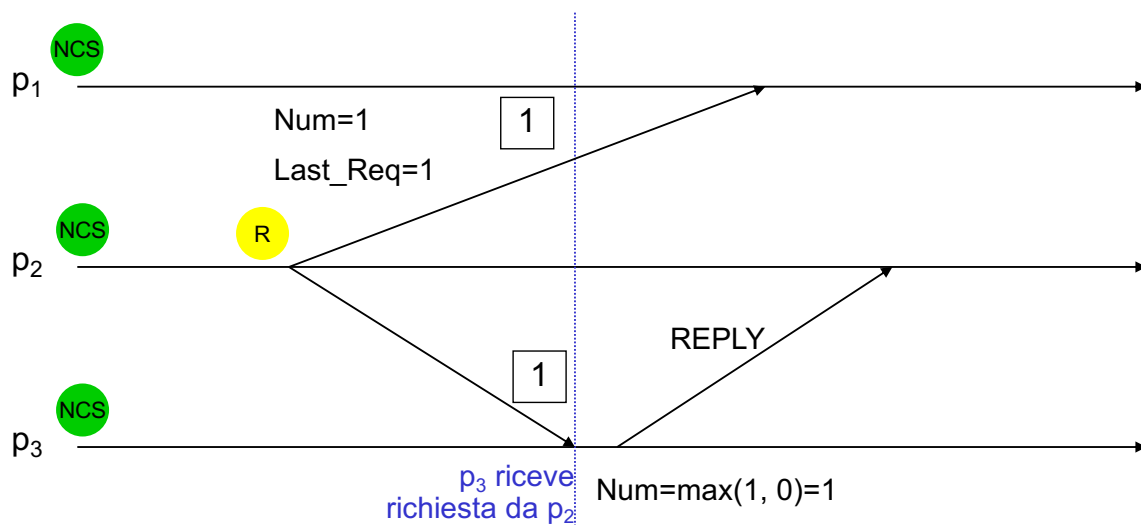 NCS
p₁
Num=1
1
Last_Req=1
NCS
R
p₂
REPLY
1
NCS
p₃
p₃ riceve
richiesta da p₂
Num=max(1, 0)=1